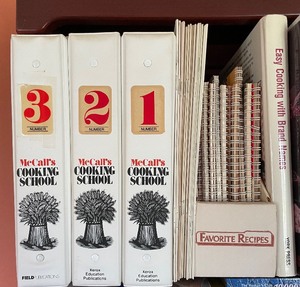 3
NUMBER
McCall's
COOKING
SCHOOL
FIELD
2
NUMBER
McCall's
COOKING
SCHOOL
Xerox
Education
Publications
1
NUMBER
McCall's
COOKING
SCHOOL
Xerox
Education
Publications
FAVORITE RECIPES
Easy Cooking with Brand Names